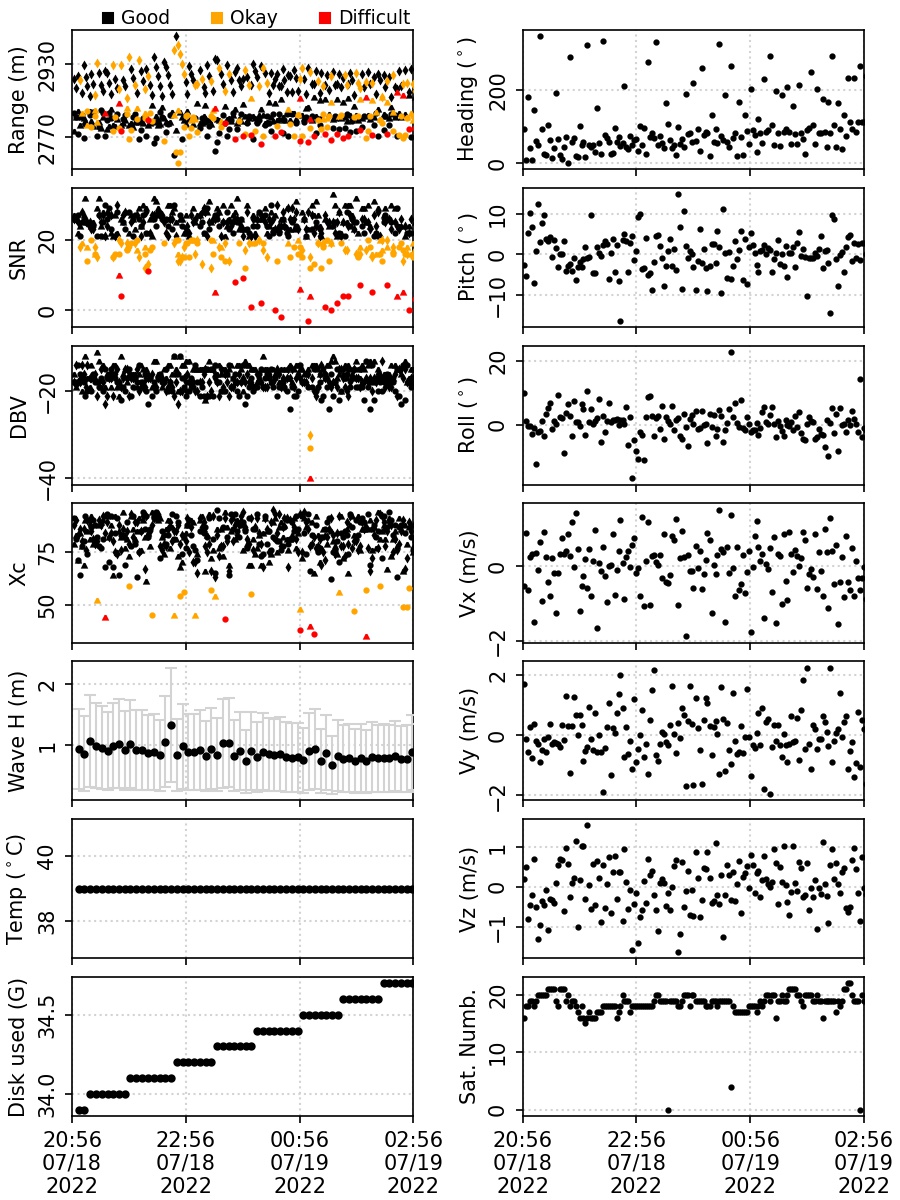 Good Okay Difficult
Range (m)
2930
2770
Heading (°)
200
0
SNR
20
0
Pitch (°)
10
0
−10
DBV
−20
−40
Roll (°)
20
0
Xc
75
50
Vx (m/s)
0
−2
Wave H (m)
2
1
Vy (m/s)
2
0
−2
Temp (°C)
40
38
Vz (m/s)
1
0
−1
Disk used (G)
34.5
34.0
Sat. Numb.
20
10
0
20:56 22:56 00:56 02:56 20:56 22:56 00:56 02:56
07/18 07/18 07/19 07/19 07/18 07/18 07/19 07/19
2022 2022 2022 2022 2022 2022 2022 2022